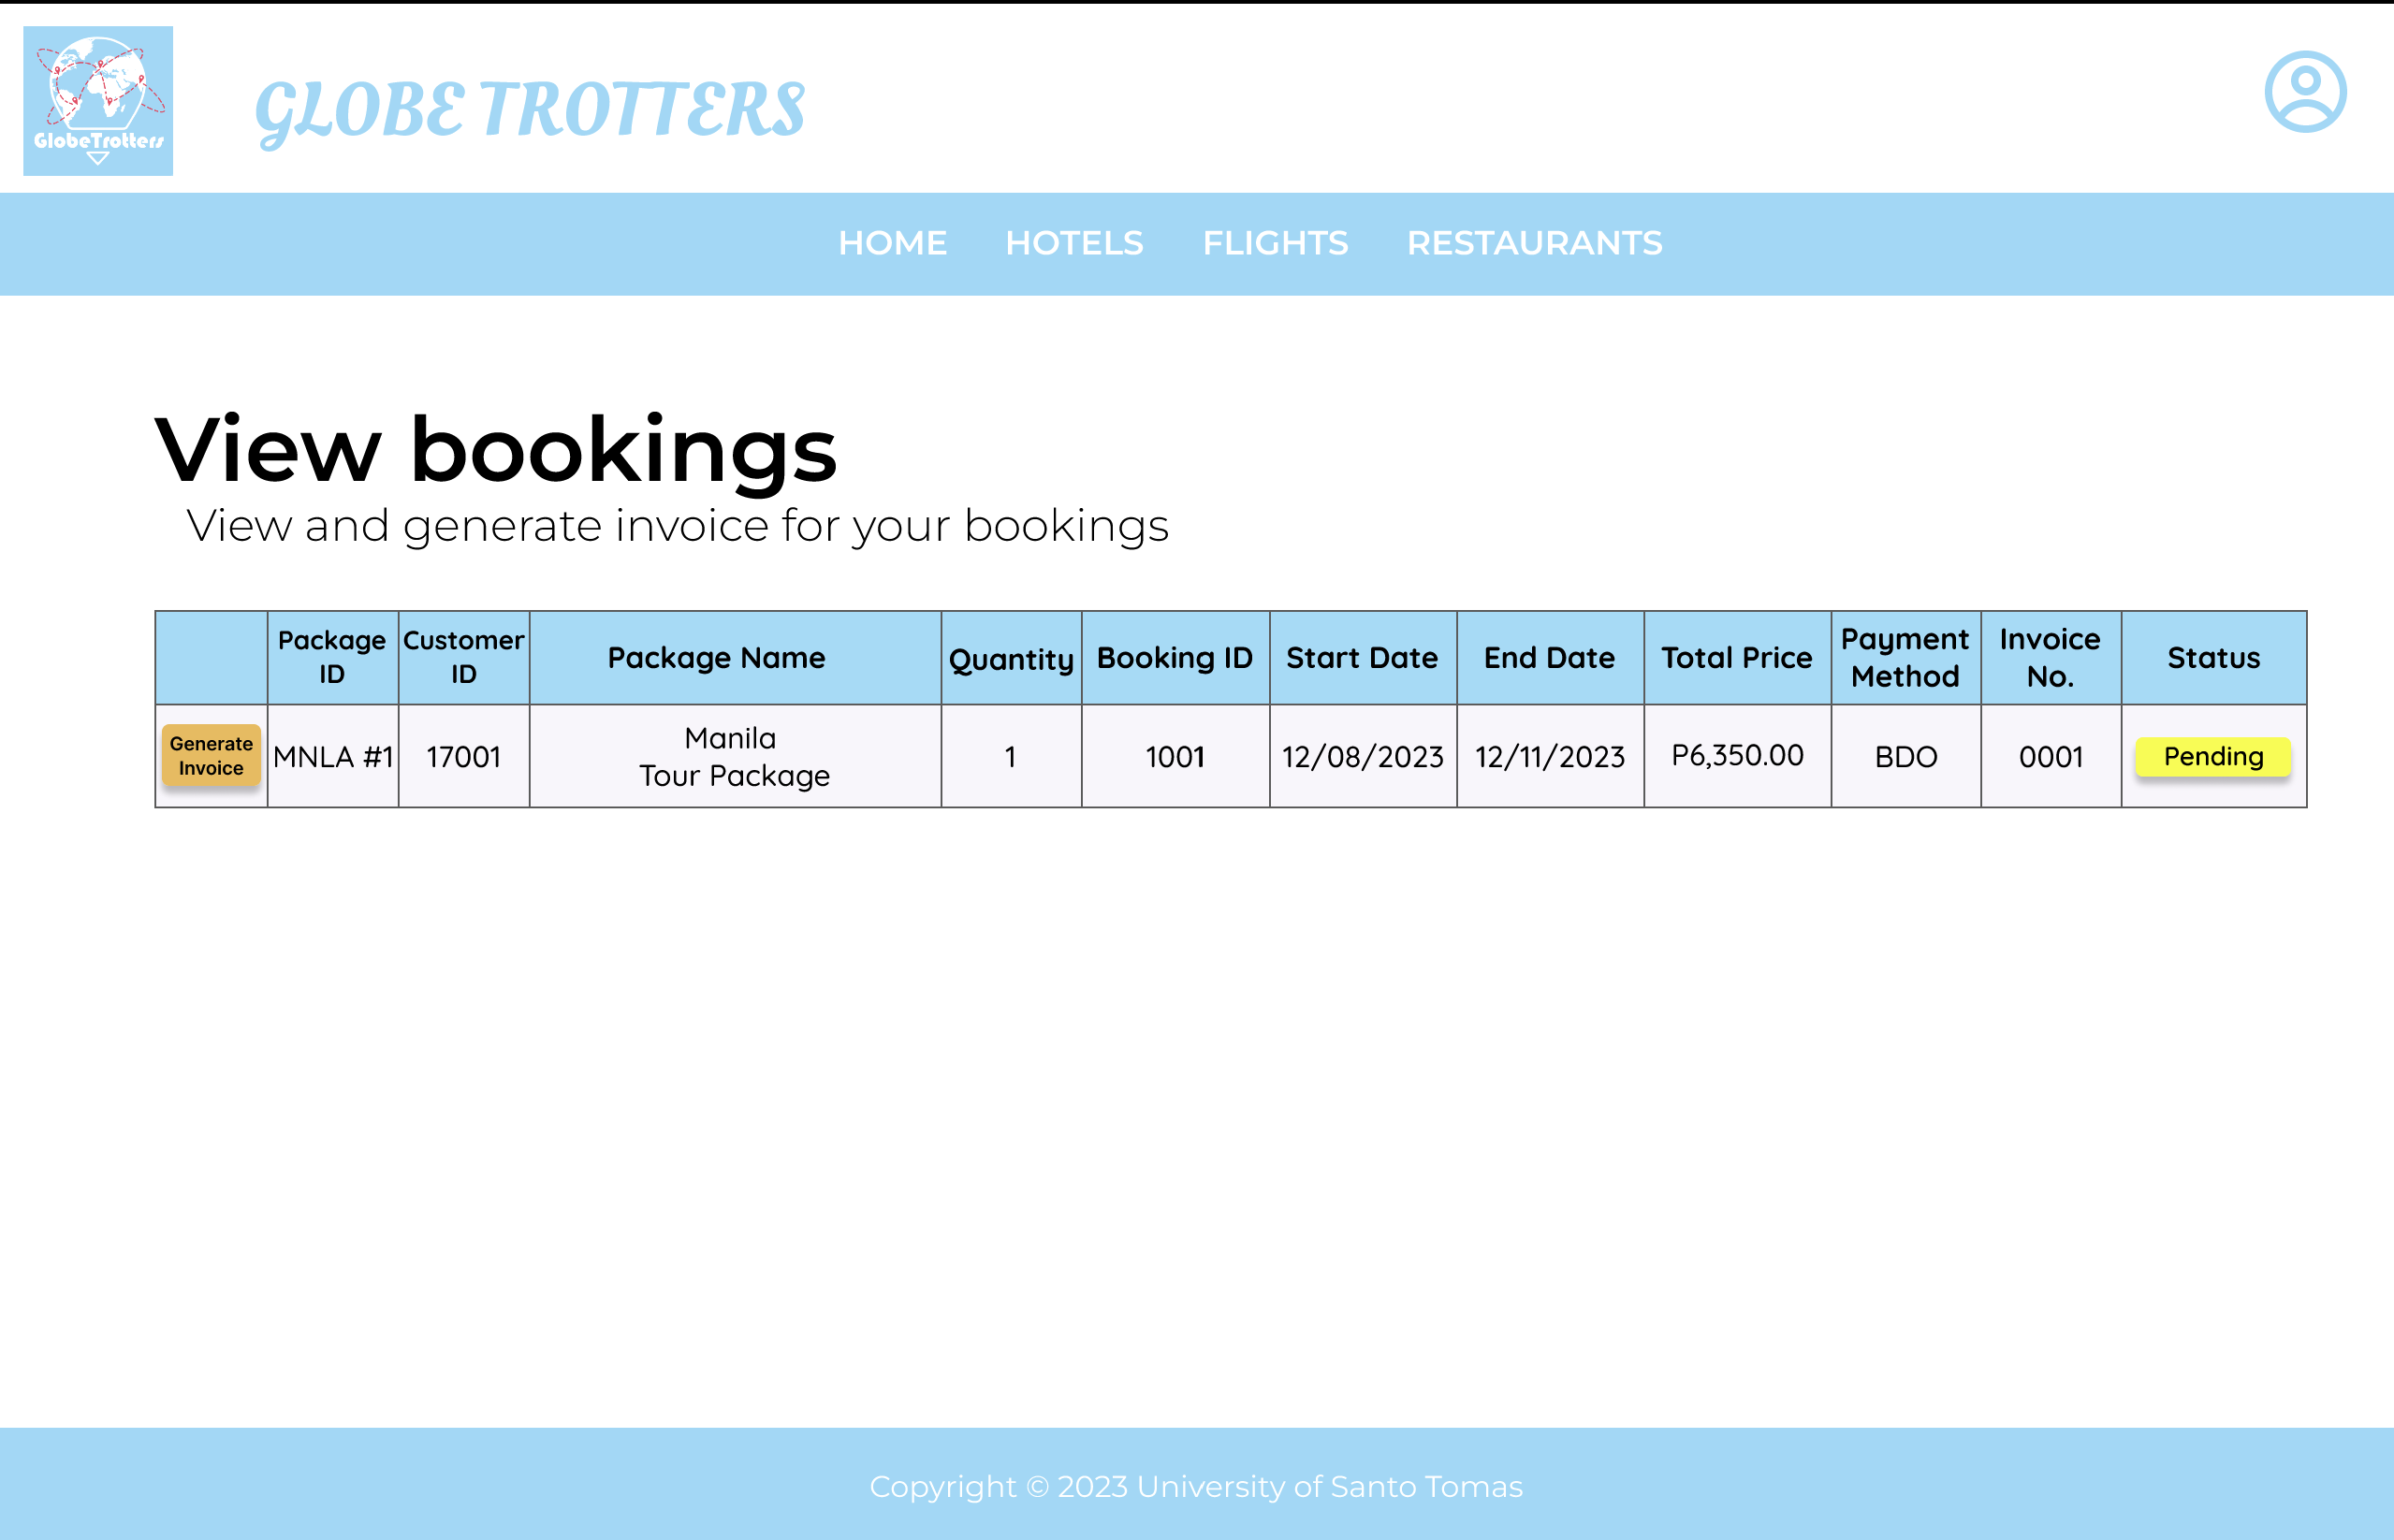 GlobeTrotters
GLOBE TROTTERS
HOME HOTELS FLIGHTS RESTAURANTS
View bookings
View and generate invoice for your bookings
Package ID Customer ID Package Name Quantity Booking ID Start Date End Date Total Price Payment Method Invoice No. Status
Generate Invoice MNLA #1 17001 Manila Tour Package 1 1001 12/08/2023 12/11/2023 P6,350.00 BDO 0001 Pending
Copyright © 2023 University of Santo Tomas